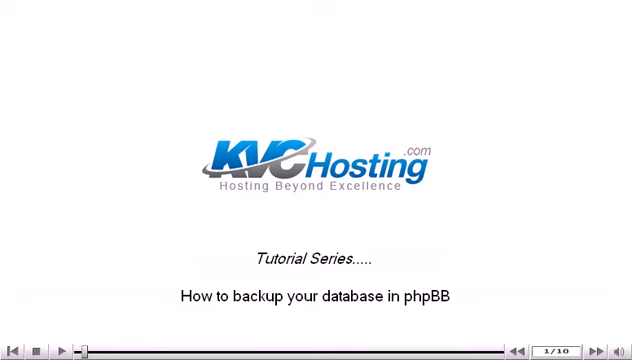 KVCHosting.com
Hosting Beyond Excellence
Tutorial Series.....
How to backup your database in phpBB
1/10